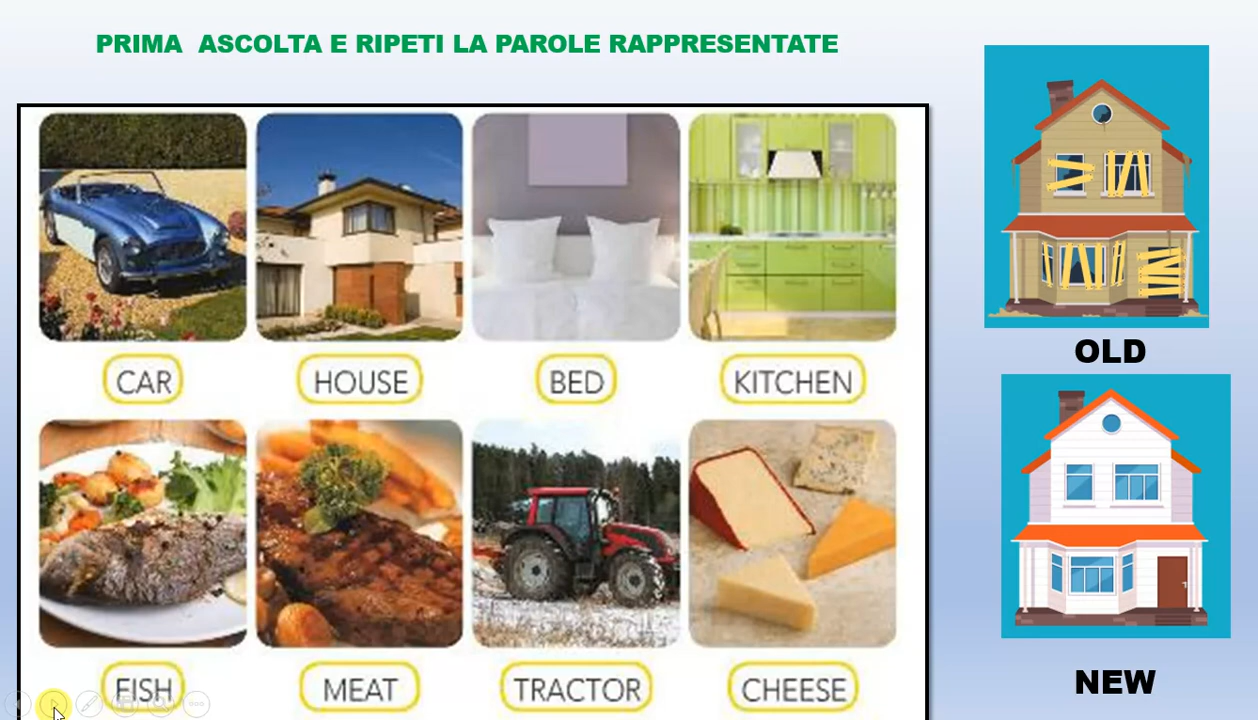 PRIMA ASCOLTA E RIPETI LA PAROLE RAPPRESENTATE
CAR HOUSE BED KITCHEN
FISH MEAT TRACTOR CHEESE
OLD
NEW